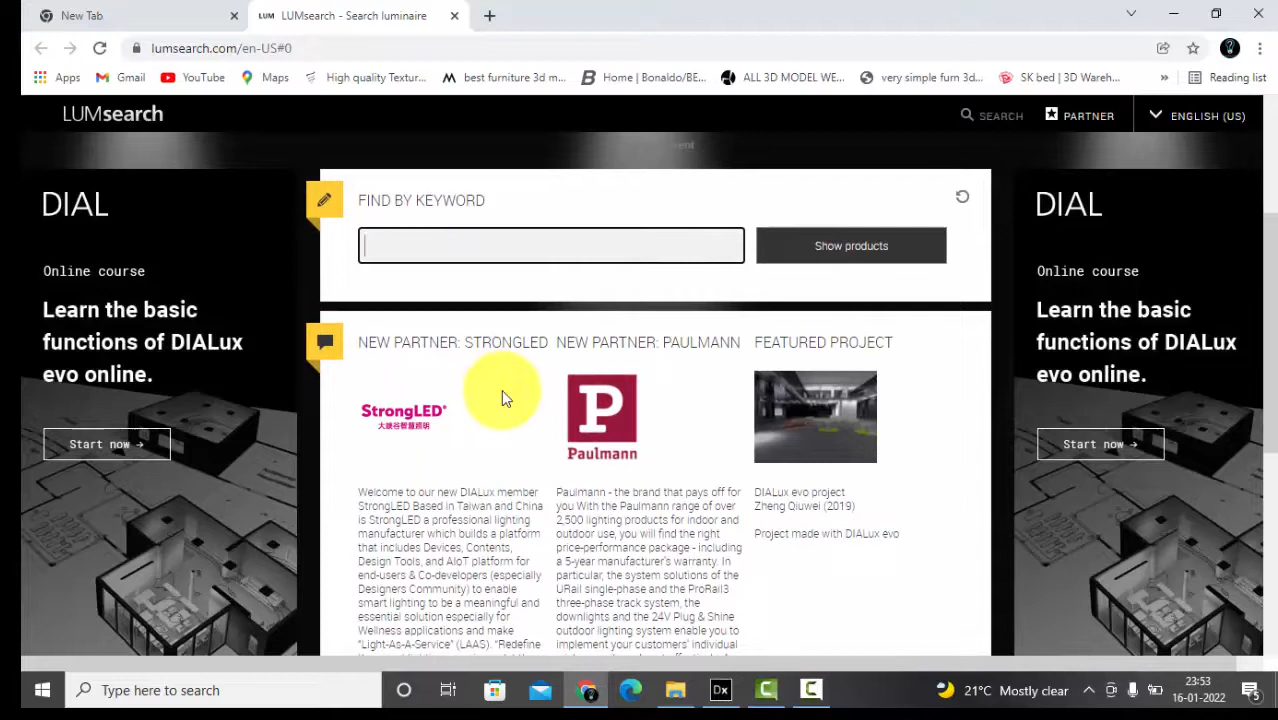 New Tab
LUM LUMsearch - Search luminaire
lumsearch.com/en-US#0
Apps
Gmail
YouTube
Maps
High quality Textur...
best furniture 3d m...
Home | Bonaldo/BE...
ALL 3D MODEL WE...
very simple furn 3d...
SK bed | 3D Wareh...
»
Reading list
LUMsearch
SEARCH
PARTNER
ENGLISH (US)
DIAL
Online course
Learn the basic
functions of DIALux
evo online.
Start now →
FIND BY KEYWORD
Show products
NEW PARTNER: STRONGLED
StrongLED
大峡谷智慧照明
Welcome to our new DIALux member
StrongLED Based in Taiwan and China
is StrongLED a professional lighting
manufacturer which builds a platform
that includes Devices, Contents,
Design Tools, and AIoT platform for
end-users & Co-developers (especially
Designers Community) to enable
smart lighting to be a meaningful and
essential solution especially for
Wellness applications and make
"Light-As-A-Service" (LAAS). "Redefine
NEW PARTNER: PAULMANN
P
Paulmann
Paulmann - the brand that pays off for
you With the Paulmann range of over
2,500 lighting products for indoor and
outdoor use, you will find the right
price-performance package - including
a 5-year manufacturer's warranty. In
particular, the system solutions of the
URail single-phase and the ProRail3
three-phase track system, the
downlights and the 24V Plug & Shine
outdoor lighting system enable you to
implement your customers' individual
FEATURED PROJECT
DIALux evo project
Zheng Qiuwei (2019)
Project made with DIALux evo
DIAL
Online course
Learn the basic
functions of DIALux
evo online.
Start now →
Type here to search
Dx
21°C Mostly clear
23:53
16-01-2022
5